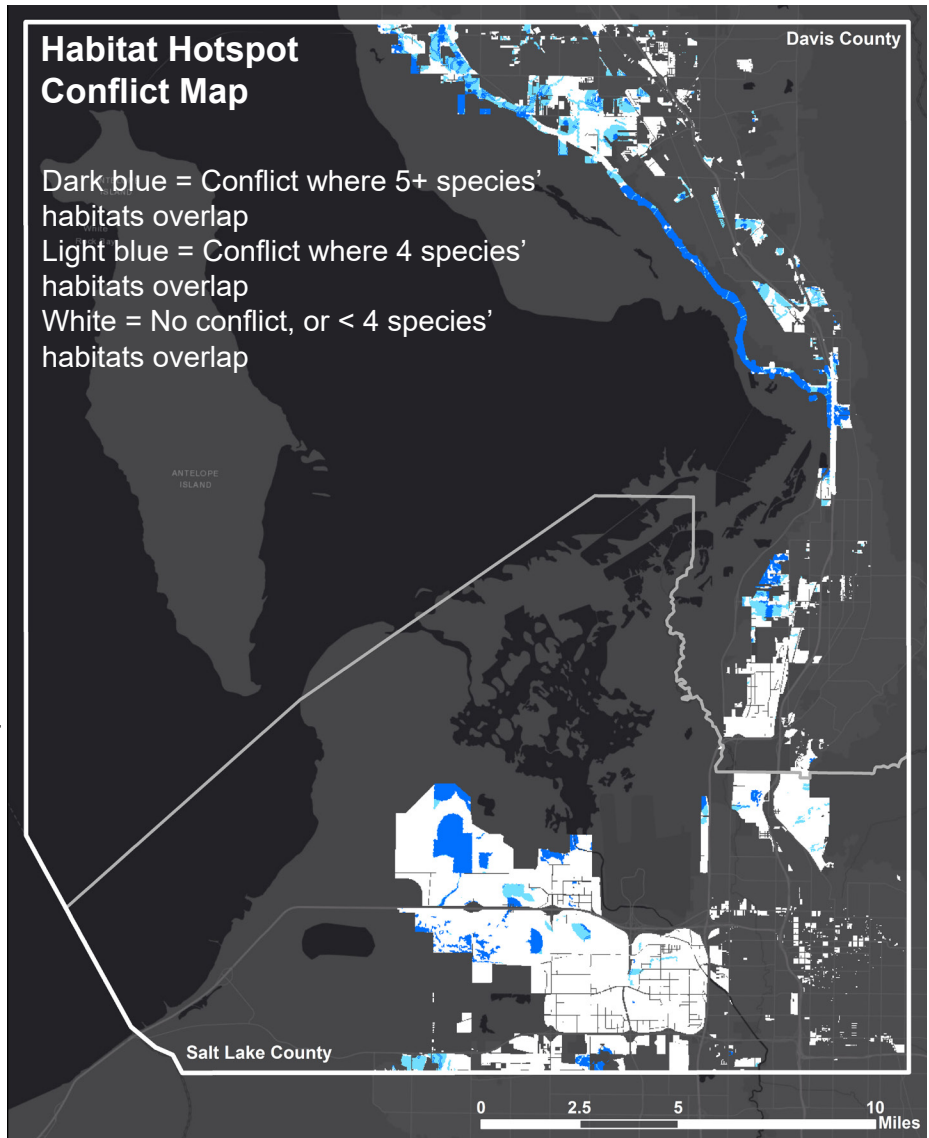 Habitat Hotspot
Conflict Map
Davis County
Dark blue = Conflict where 5+ species’
habitats overlap
Light blue = Conflict where 4 species’
habitats overlap
White = No conflict, or < 4 species’
habitats overlap
ISLAND
White
ANTELOPE
ISLAND
Salt Lake County
0 2.5 5 10
Miles